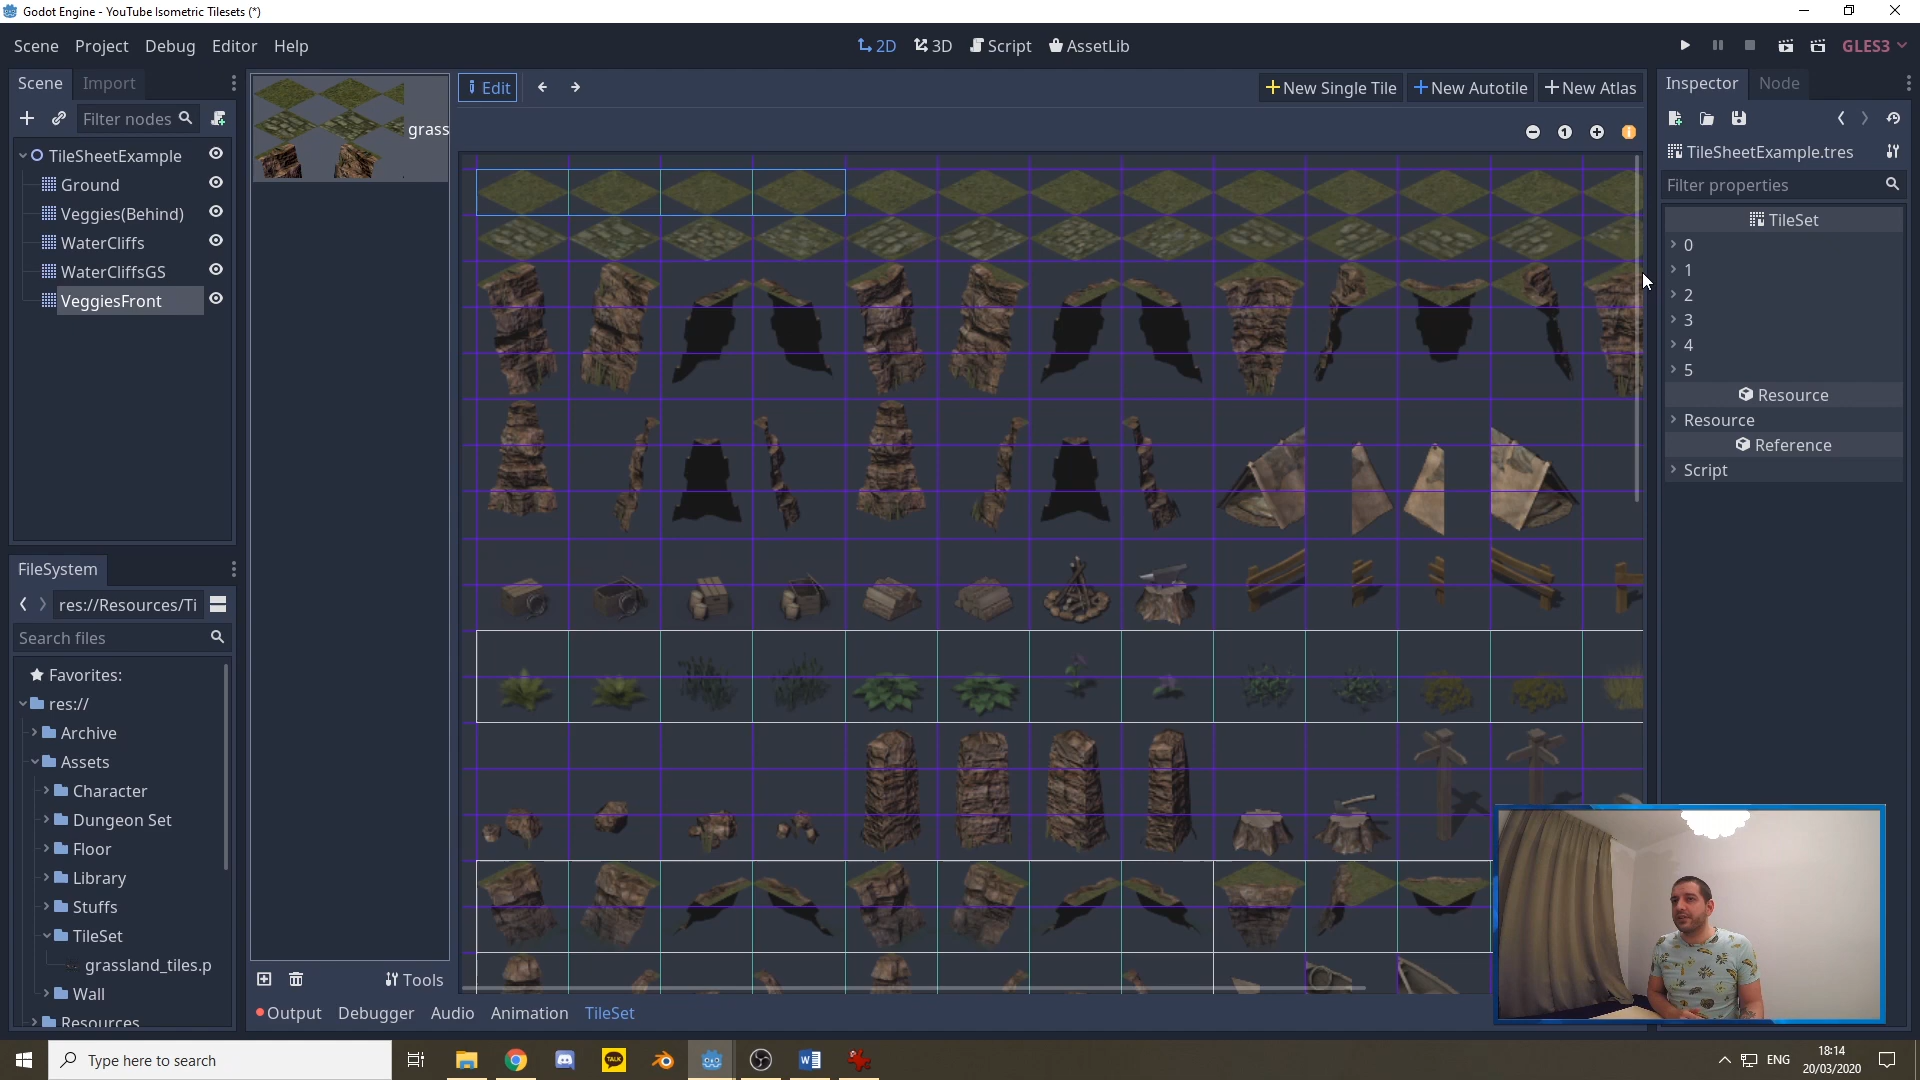 Godot Engine - YouTube Isometric Tilesets (*)
Scene Project Debug Editor Help
2D 3D Script AssetLib
GLES3
Scene Import
Filter nodes
TileSheetExample
Ground
Veggies(Behind)
WaterCliffs
WaterCliffsGS
VeggiesFront
FileSystem
res://Resources/Ti
Search files
Favorites:
res://
Archive
Assets
Character
Dungeon Set
Floor
Library
Stuffs
TileSet
grassland_tiles.p
Wall
Resources
grass
Edit
New Single Tile New Autotile New Atlas
Tools
Output Debugger Audio Animation TileSet
Inspector Node
TileSheetExample.tres
Filter properties
TileSet
0
1
2
3
4
5
Resource
Resource
Reference
Script
Type here to search
TALK
ENG
18:14
20/03/2020